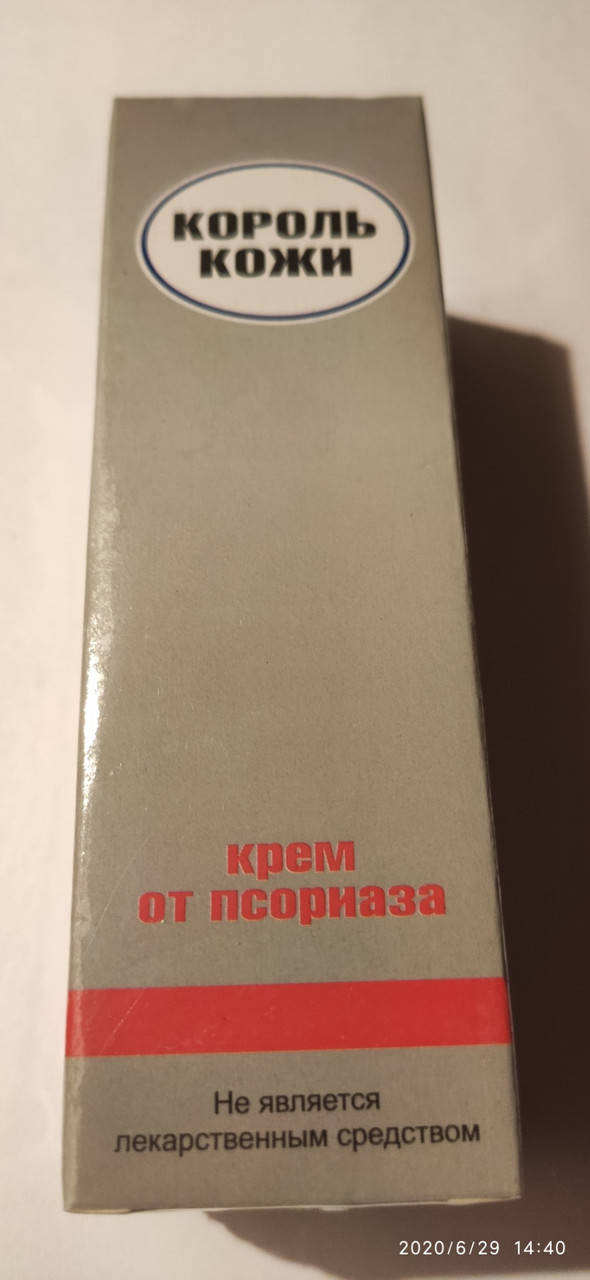 КОРОЛЬ
КОЖИ
крем
от псориаза
Не является
лекарственным средством
2020/6/29 14:40